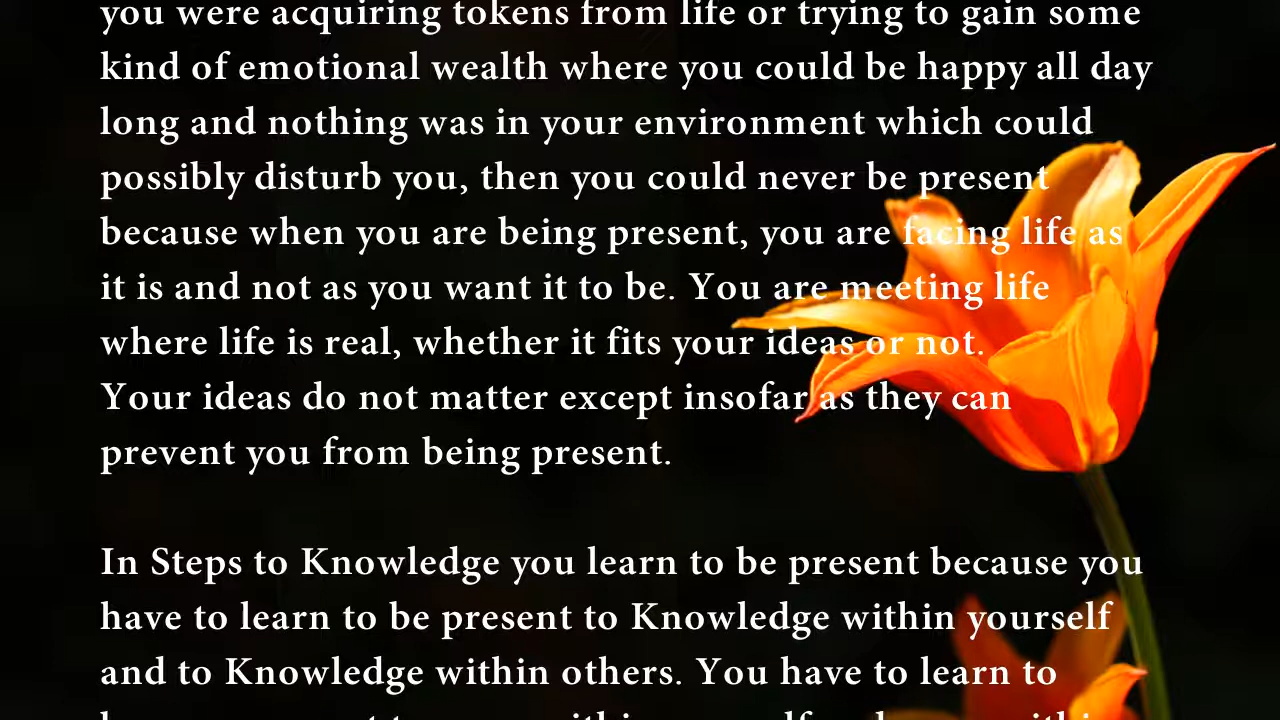 you were acquiring tokens from life or trying to gain some
kind of emotional wealth where you could be happy all day
long and nothing was in your environment which could
possibly disturb you, then you could never be present
because when you are being present, you are facing life as
it is and not as you want it to be. You are meeting life
where life is real, whether it fits your ideas or not.
Your ideas do not matter except insofar as they can
prevent you from being present.
In Steps to Knowledge you learn to be present because you
have to learn to be present to Knowledge within yourself
and to Knowledge within others. You have to learn to